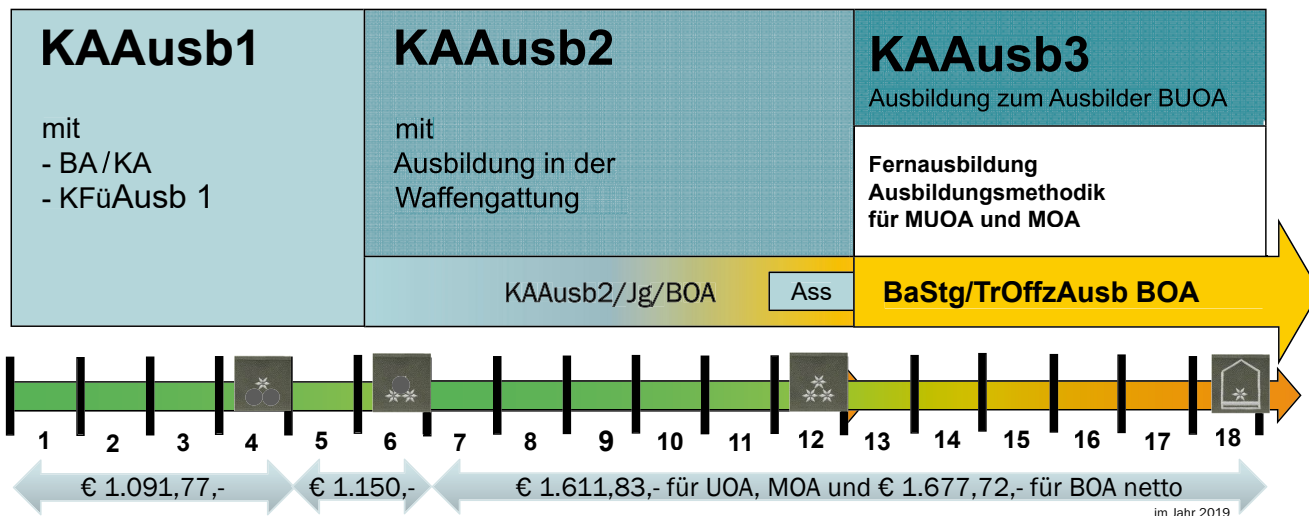 KAAusb1
mit
- BA/KA
- KFüAusb 1
KAAusb2
mit
Ausbildung in der
Waffengattung
KAAusb3
Ausbildung zum Ausbilder BUOA
Fernausbildung
Ausbildungsmethodik
für MUOA und MOA
KAAusb2/Jg/BOA
Ass
BaStg/TrOffzAusb BOA
1 2 3 4 5 6 7 8 9 10 11 12 13 14 15 16 17 18
€ 1.091,77,- € 1.150,- € 1.611,83,- für UOA, MOA und € 1.677,72,- für BOA netto
im Jahr 2019